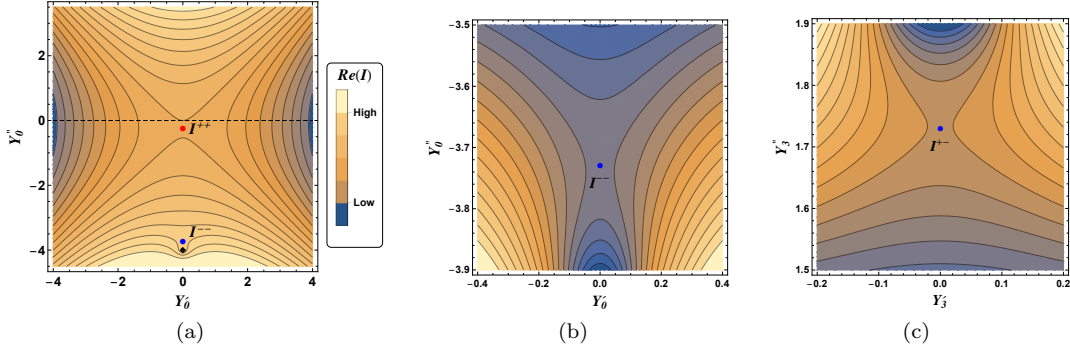 Y₀″
2
0
−2
−4
I⁺⁺
I⁻⁻
−4 −2 0 2 4
Y₀′
(a)
Re(I)
High
Low
Y₀″
-3.5
-3.6
-3.7
-3.8
-3.9
I⁻⁻
-0.4 -0.2 0.0 0.2 0.4
Y₀′
(b)
Y₃″
1.9
1.8
1.7
1.6
1.5
I⁺⁻
-0.2 -0.1 0.0 0.1 0.2
Y₃′
(c)